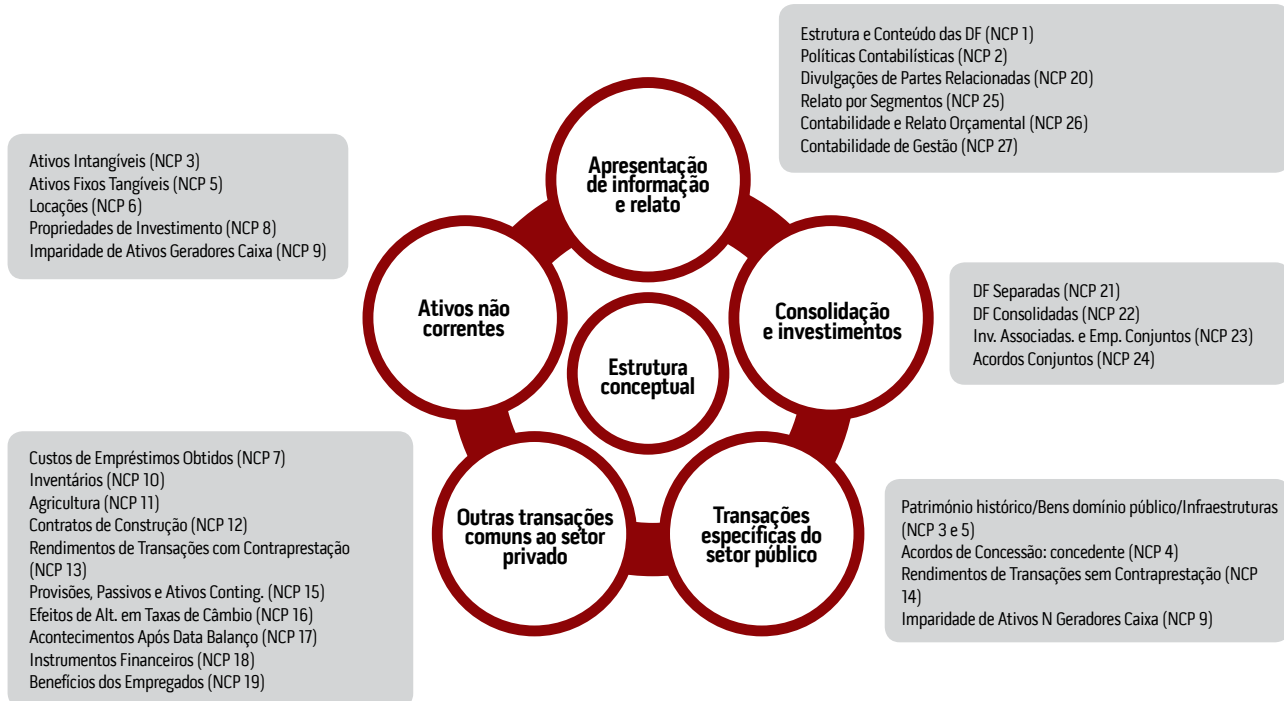 Estrutura e Conteúdo das DF (NCP 1)
Políticas Contabilísticas (NCP 2)
Divulgações de Partes Relacionadas (NCP 20)
Relato por Segmentos (NCP 25)
Contabilidade e Relato Orçamental (NCP 26)
Contabilidade de Gestão (NCP 27)
Apresentação
de informação
e relato
Ativos Intangíveis (NCP 3)
Ativos Fixos Tangíveis (NCP 5)
Locações (NCP 6)
Propriedades de Investimento (NCP 8)
Imparidade de Ativos Geradores Caixa (NCP 9)
Ativos não
correntes
Consolidação
e investimentos
DF Separadas (NCP 21)
DF Consolidadas (NCP 22)
Inv. Associadas. e Emp. Conjuntos (NCP 23)
Acordos Conjuntos (NCP 24)
Estrutura
conceptual
Custos de Empréstimos Obtidos (NCP 7)
Inventários (NCP 10)
Agricultura (NCP 11)
Contratos de Construção (NCP 12)
Rendimentos de Transações com Contraprestação
(NCP 13)
Provisões, Passivos e Ativos Conting. (NCP 15)
Efeitos de Alt. em Taxas de Câmbio (NCP 16)
Acontecimentos Após Data Balanço (NCP 17)
Instrumentos Financeiros (NCP 18)
Benefícios dos Empregados (NCP 19)
Outras transações
comuns ao setor
privado
Transações
específicas do
setor público
Património histórico/Bens domínio público/Infraestruturas
(NCP 3 e 5)
Acordos de Concessão: concedente (NCP 4)
Rendimentos de Transações sem Contraprestação (NCP
14)
Imparidade de Ativos N Geradores Caixa (NCP 9)